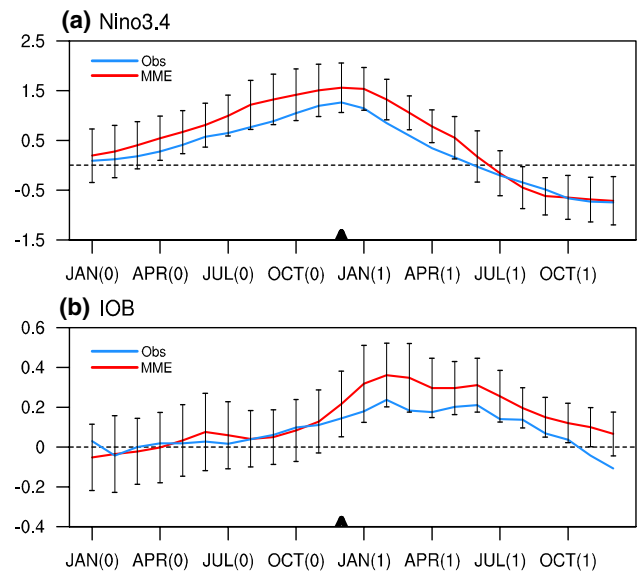 (a) Nino3.4
2.5
Obs
MME
1.5
0.5
-0.5
-1.5
JAN(0) APR(0) JUL(0) OCT(0) JAN(1) APR(1) JUL(1) OCT(1)
(b) IOB
0.6
Obs
MME
0.4
0.2
0
-0.2
-0.4
JAN(0) APR(0) JUL(0) OCT(0) JAN(1) APR(1) JUL(1) OCT(1)